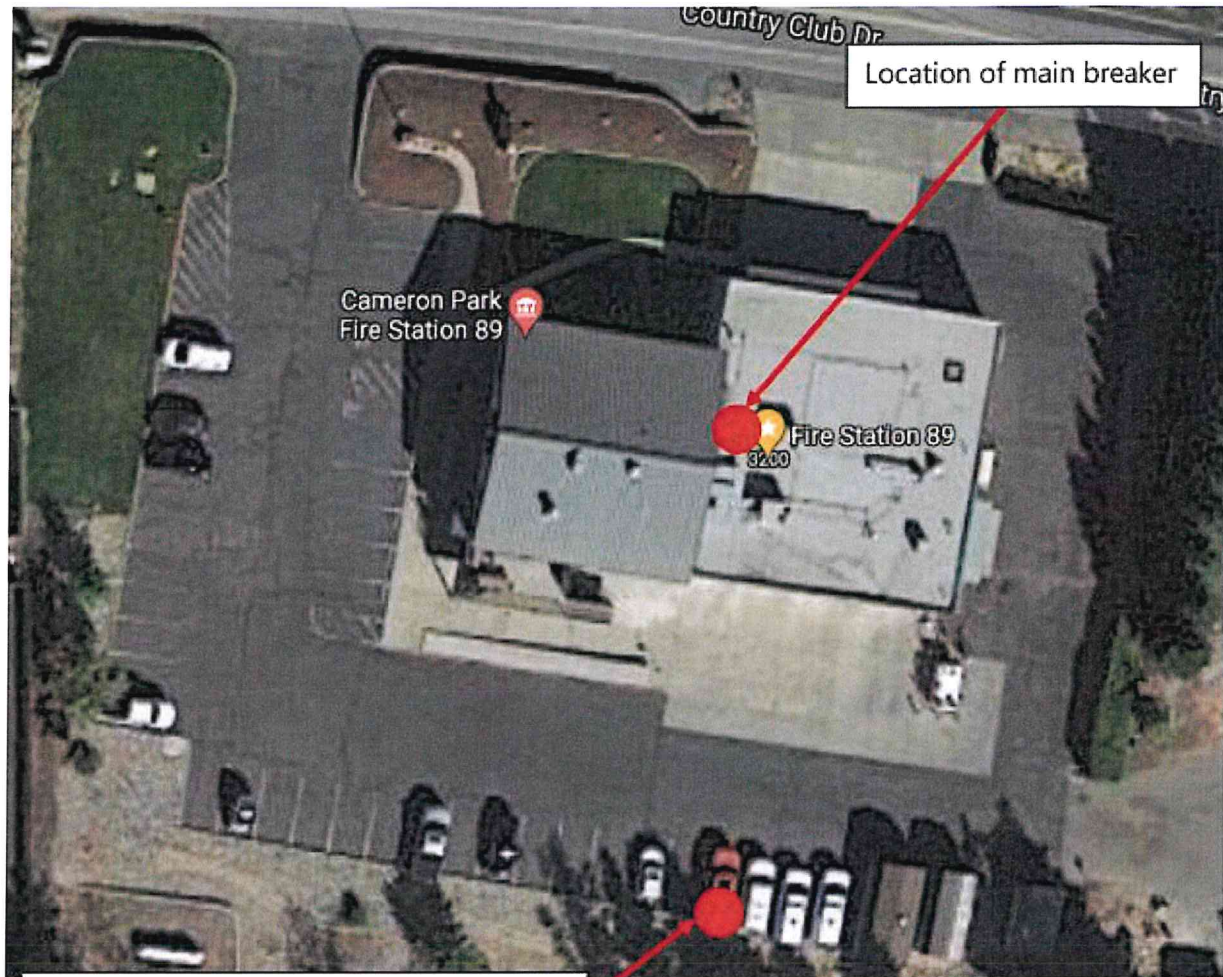 Country Club Dr
Location of main breaker
Cameron Park
Fire Station 89
Fire Station 89
3200